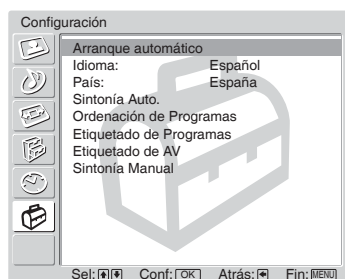 Configuración
Arranque automático
Idioma: Español
País: España
Sintonía Auto.
Ordenación de Programas
Etiquetado de Programas
Etiquetado de AV
Sintonía Manual
Sel: Conf: OK Atrás: Fin: MENU